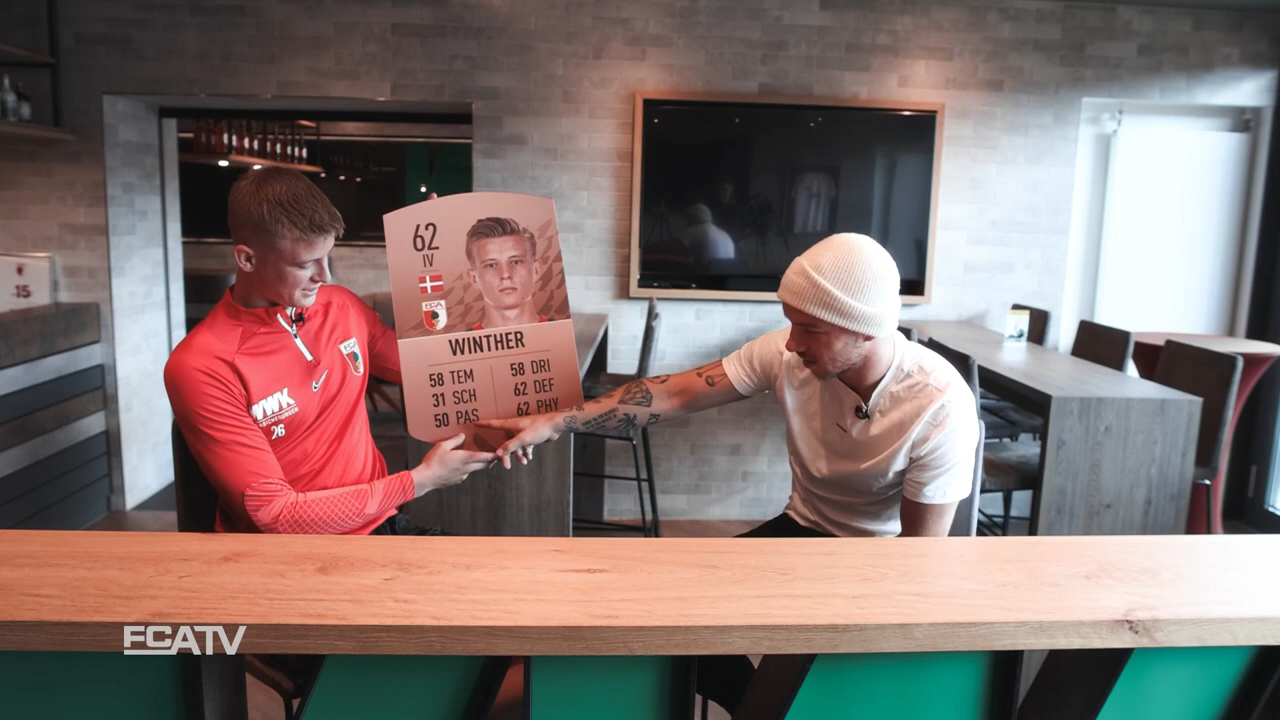 62
IV
FCA
WINTHER
58 TEM
31 SCH
50 PAS
58 DRI
62 DEF
62 PHY
WWK
26
15
FCATV